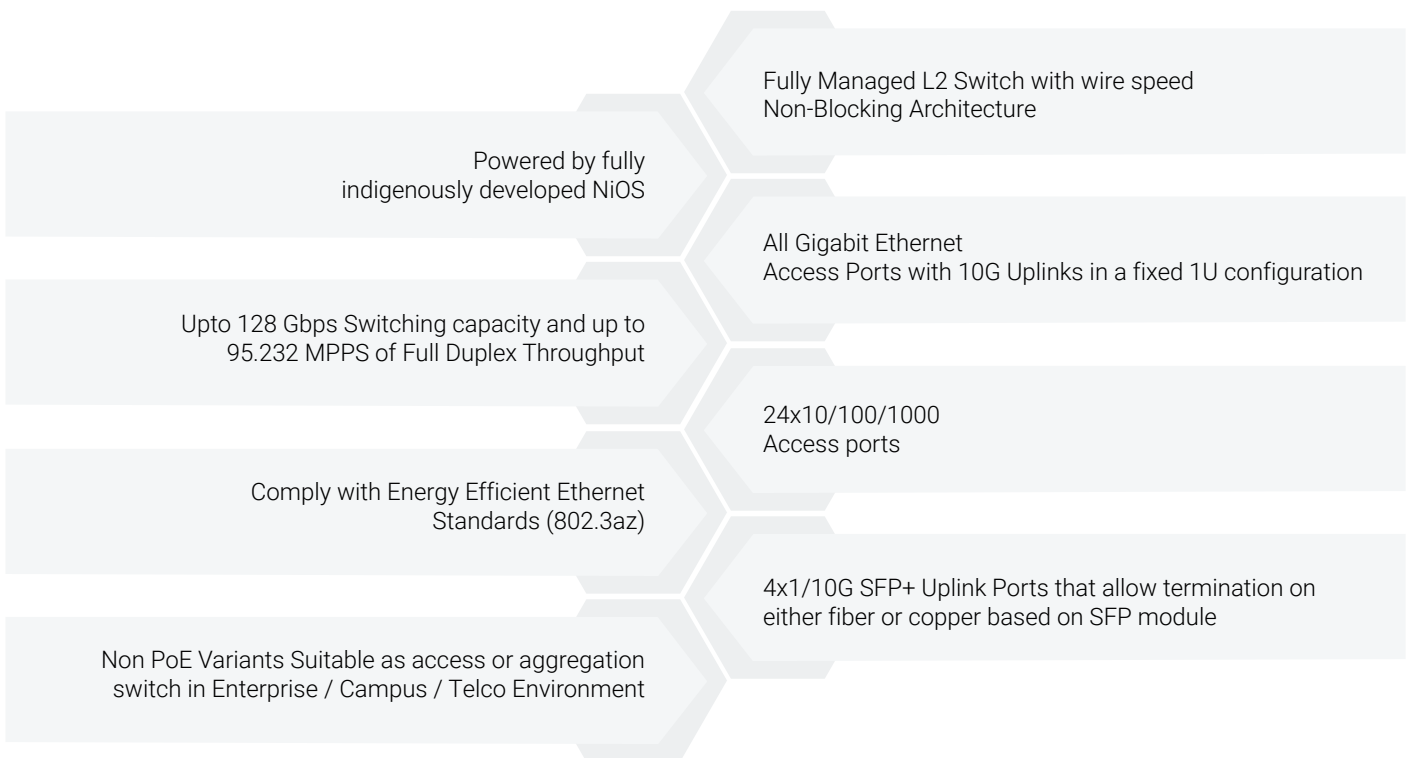 Fully Managed L2 Switch with wire speed
Non-Blocking Architecture
Powered by fully
indigenously developed NiOS
All Gigabit Ethernet
Access Ports with 10G Uplinks in a fixed 1U configuration
Upto 128 Gbps Switching capacity and up to
95.232 MPPS of Full Duplex Throughput
24x10/100/1000
Access ports
Comply with Energy Efficient Ethernet
Standards (802.3az)
4x1/10G SFP+ Uplink Ports that allow termination on
either fiber or copper based on SFP module
Non PoE Variants Suitable as access or aggregation
switch in Enterprise / Campus / Telco Environment